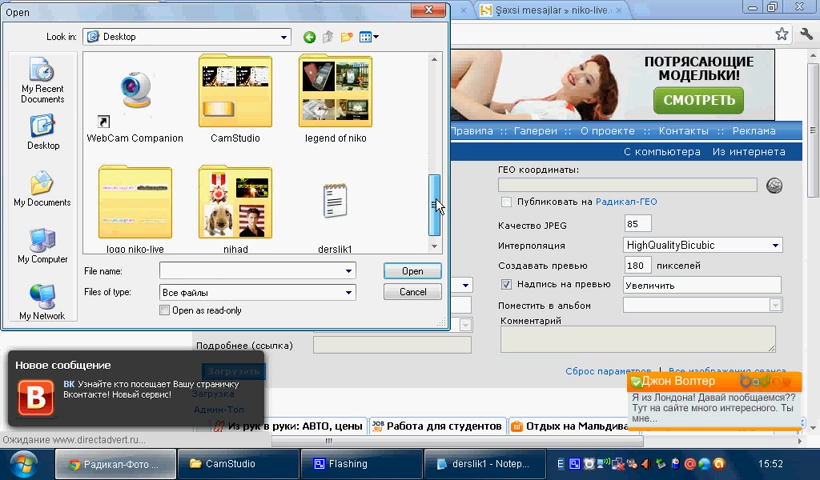 Open
Şəxsi mesajlar » niko-live.
Look in:
Desktop
My Recent
Documents
Desktop
My Documents
My Computer
My Network
WebCam Companion
CamStudio
legend of niko
logo niko-live
nihad
derslik1
File name:
Open
Files of type:
Все файлы
Cancel
Open as read-only
ПОТРЯСАЮЩИЕ
МОДЕЛЬКИ!
СМОТРЕТЬ
Правила :: Галереи :: О проекте :: Контакты :: Реклама
С компьютера
Из интернета
ГЕО координаты:
Публиковать на Радикал-ГЕО
Качество JPEG
85
Интерполяция
HighQualityBicubic
Создавать превью
180
пикселей
Надпись на превью
Увеличить
Поместить в альбом
Комментарий
Подробнее (ссылка)
Загрузить
Сброс параметров
Все изображения сеанса
Загрузка
Админ-Топ
Новое сообщение
ВК Узнайте кто посещает Вашу страничку
Вконтакте! Новый сервис!
Джон Волтер
Я из Лондона! Давай пообщаемся??
Тут на сайте много интересного. Ты
мне...
Из рук в руки: АВТО, цены
Работа для студентов
Отдых на Мальдива
Ожидание www.directadvert.ru...
Радикал-Фото ...
CamStudio
Flashing
derslik1 - Notep...
E
15:52